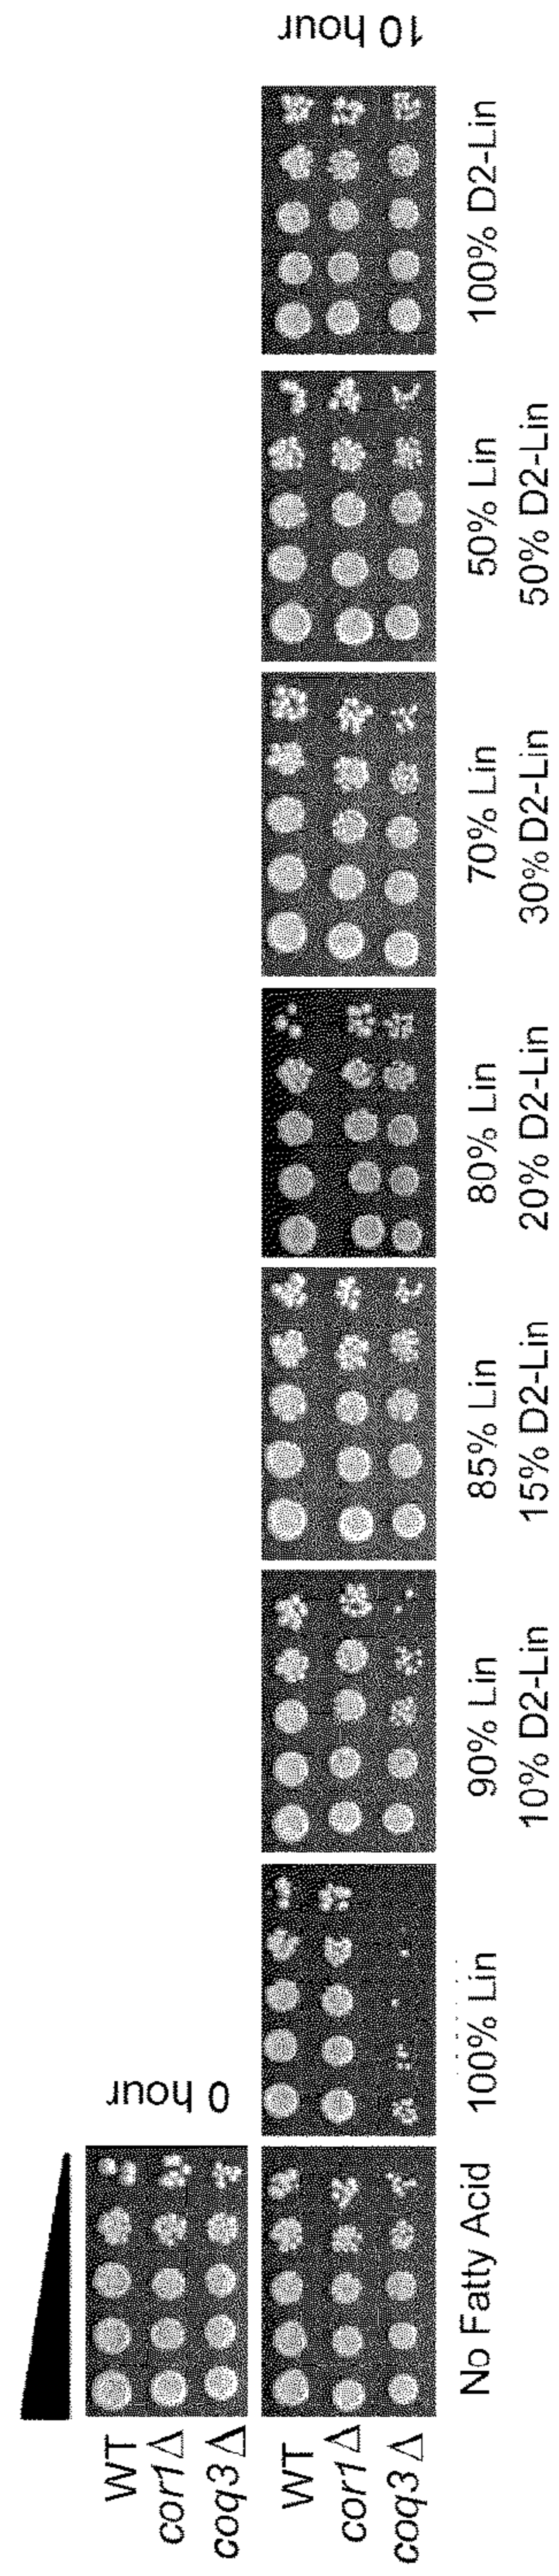 WT
cor1Δ
coq3Δ
0 hour
WT
cor1Δ
coq3Δ
10 hour
No Fatty Acid
100% Lin
90% Lin
10% D2-Lin
85% Lin
15% D2-Lin
80% Lin
20% D2-Lin
70% Lin
30% D2-Lin
50% Lin
50% D2-Lin
100% D2-Lin